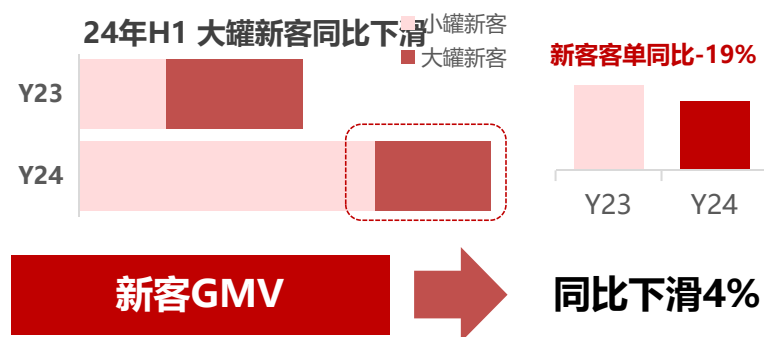 24年H1 大罐新客同比下滑
小罐新客
大罐新客
Y23
Y24
新客客单同比-19%
Y23
Y24
新客GMV
同比下滑4%